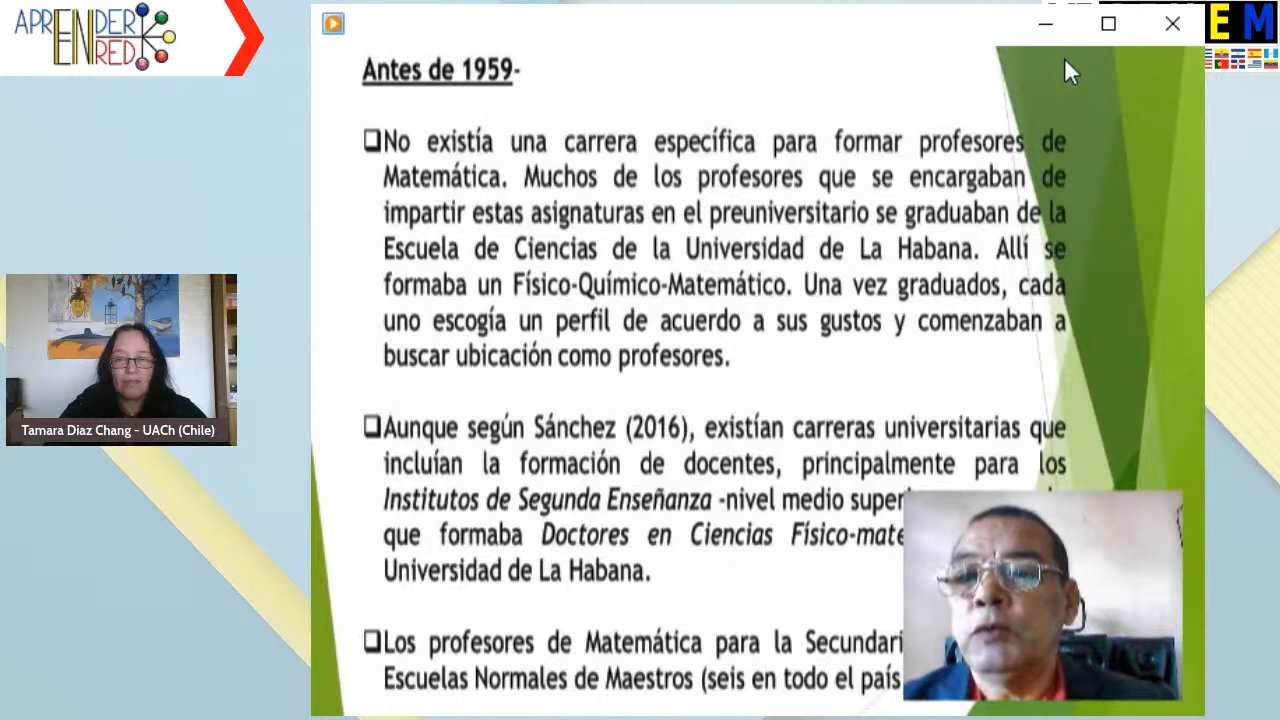 APRENDER
EN RED
EM
Antes de 1959-
No existía una carrera específica para formar profesores de
Matemática. Muchos de los profesores que se encargaban de
impartir estas asignaturas en el preuniversitario se graduaban de la
Escuela de Ciencias de la Universidad de La Habana. Allí se
formaba un Físico-Químico-Matemático. Una vez graduados, cada
uno escogía un perfil de acuerdo a sus gustos y comenzaban a
buscar ubicación como profesores.
Aunque según Sánchez (2016), existían carreras universitarias que
incluían la formación de docentes, principalmente para los
Institutos de Segunda Enseñanza -nivel medio super
que formaba Doctores en Ciencias Físico-mate
Universidad de La Habana.
Los profesores de Matemática para la Secundari
Escuelas Normales de Maestros (seis en todo el país
Tamara Diaz Chang - UACh (Chile)